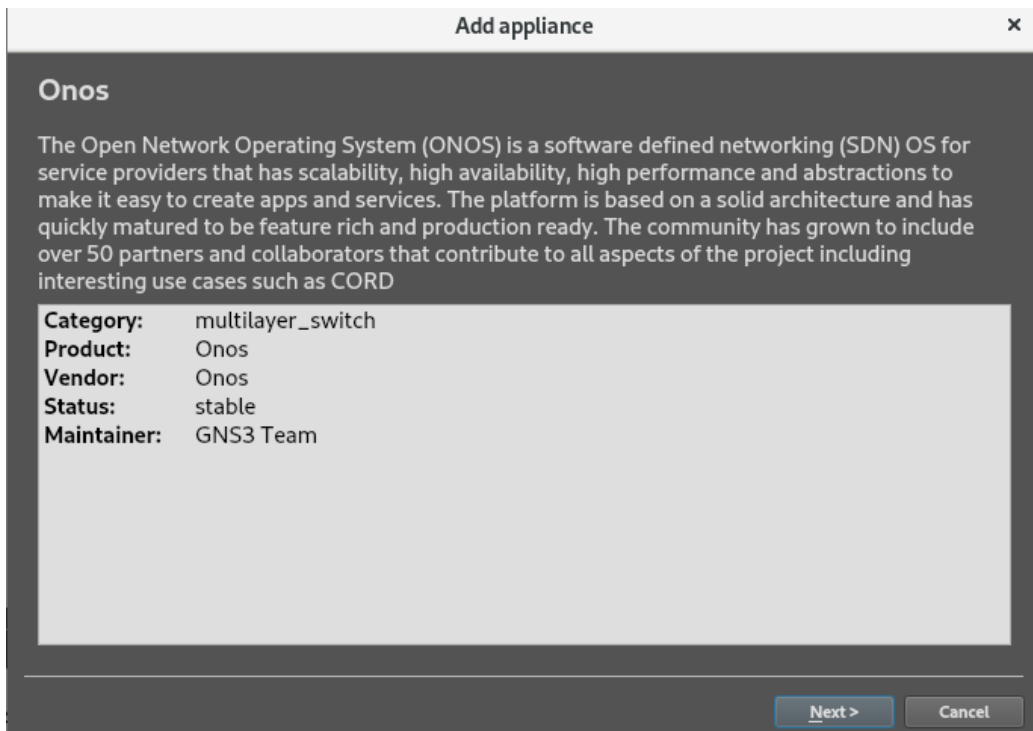 Add appliance
Onos
The Open Network Operating System (ONOS) is a software defined networking (SDN) OS for
service providers that has scalability, high availability, high performance and abstractions to
make it easy to create apps and services. The platform is based on a solid architecture and has
quickly matured to be feature rich and production ready. The community has grown to include
over 50 partners and collaborators that contribute to all aspects of the project including
interesting use cases such as CORD
Category: multilayer_switch
Product: Onos
Vendor: Onos
Status: stable
Maintainer: GNS3 Team
Next > Cancel